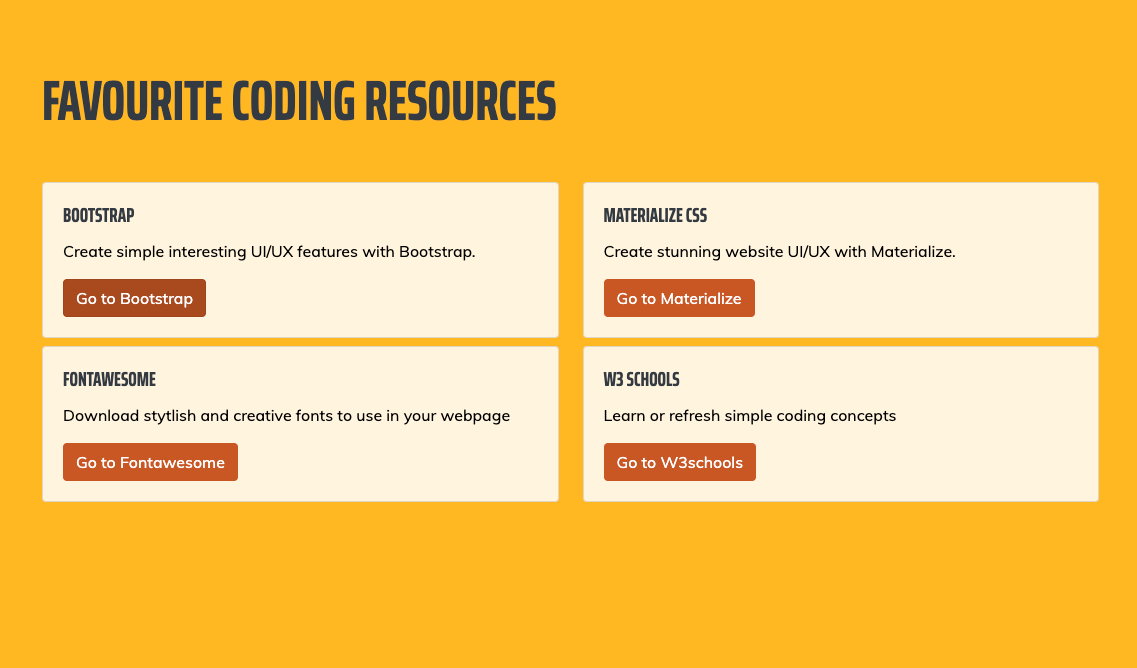 FAVOURITE CODING RESOURCES
BOOTSTRAP
Create simple interesting UI/UX features with Bootstrap.
Go to Bootstrap
MATERIALIZE CSS
Create stunning website UI/UX with Materialize.
Go to Materialize
FONTAWESOME
Download stytlish and creative fonts to use in your webpage
Go to Fontawesome
W3 SCHOOLS
Learn or refresh simple coding concepts
Go to W3schools